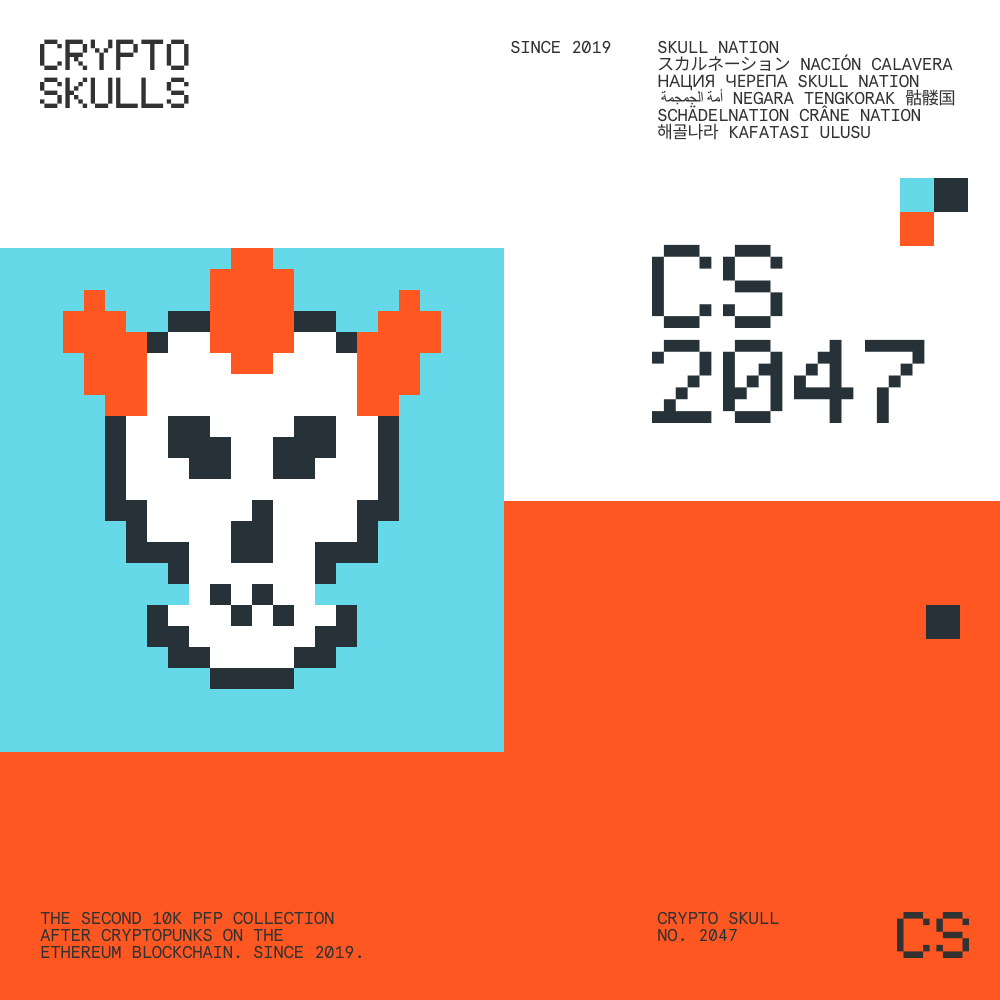 CRYPTO
SKULLS
SINCE 2019
SKULL NATION
スカルネーション NACIÓN CALAVERA
НАЦИЯ ЧЕРЕПА SKULL NATION
أمة الجمجمة NEGARA TENGKORAK 骷髅国
SCHÄDELNATION CRÂNE NATION
해골나라 KAFATASI ULUSU
CS
2047
THE SECOND 10K PFP COLLECTION
AFTER CRYPTOPUNKS ON THE
ETHEREUM BLOCKCHAIN. SINCE 2019.
CRYPTO SKULL
NO. 2047
CS